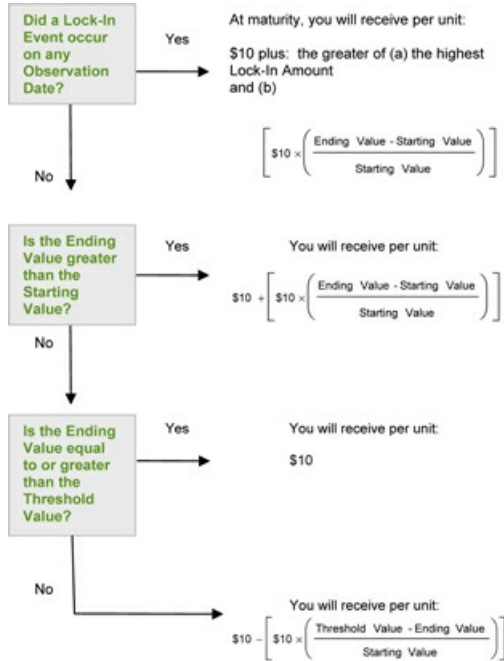 Did a Lock-In
Event occur
on any
Observation
Date?
Yes
At maturity, you will receive per unit:
$10 plus: the greater of (a) the highest
Lock-In Amount
and (b)
[$10 × (Ending Value - Starting Value / Starting Value)]
No
Is the Ending
Value greater
than the
Starting
Value?
Yes
You will receive per unit:
$10 + [$10 × (Ending Value - Starting Value / Starting Value)]
No
Is the Ending
Value equal
to or greater
than the
Threshold
Value?
Yes
You will receive per unit:
$10
No
You will receive per unit:
$10 − [$10 × (Threshold Value - Ending Value / Starting Value)]